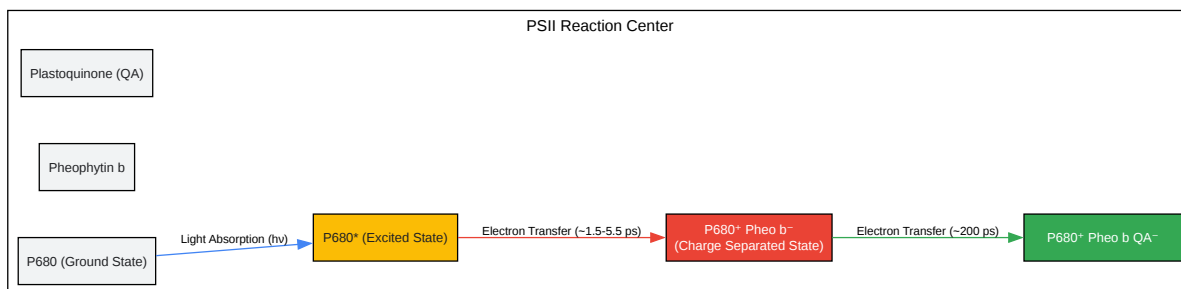 PSII Reaction Center
Plastoquinone (QA)
Pheophytin b
P680 (Ground State)
Light Absorption (hν)
P680* (Excited State)
Electron Transfer (~1.5-5.5 ps)
P680⁺ Pheo b⁻
(Charge Separated State)
Electron Transfer (~200 ps)
P680⁺ Pheo b QA⁻